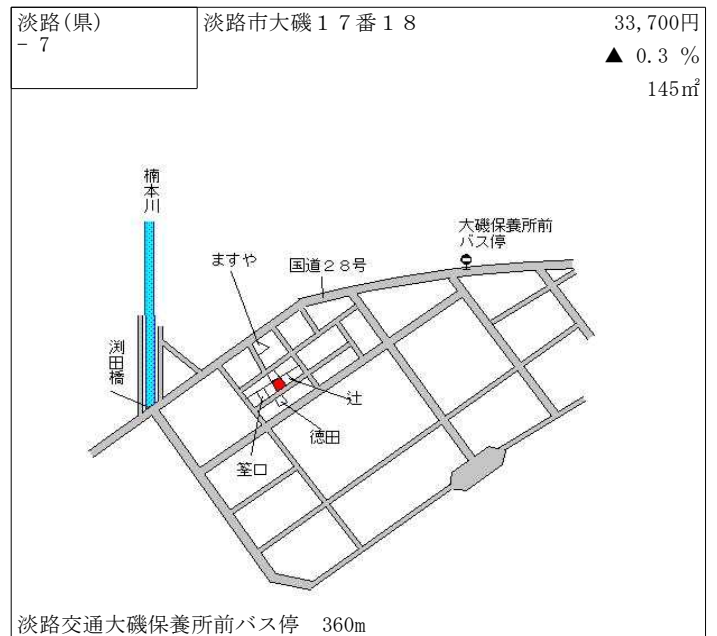 淡路(県)
- 7
淡路市大磯１７番１８
33,700円
▲ 0.3 %
145㎡
楠本川
大磯保養所前
バス停
ますや
国道２８号
渕田橋
辻
徳田
筌口
淡路交通大磯保養所前バス停　360m